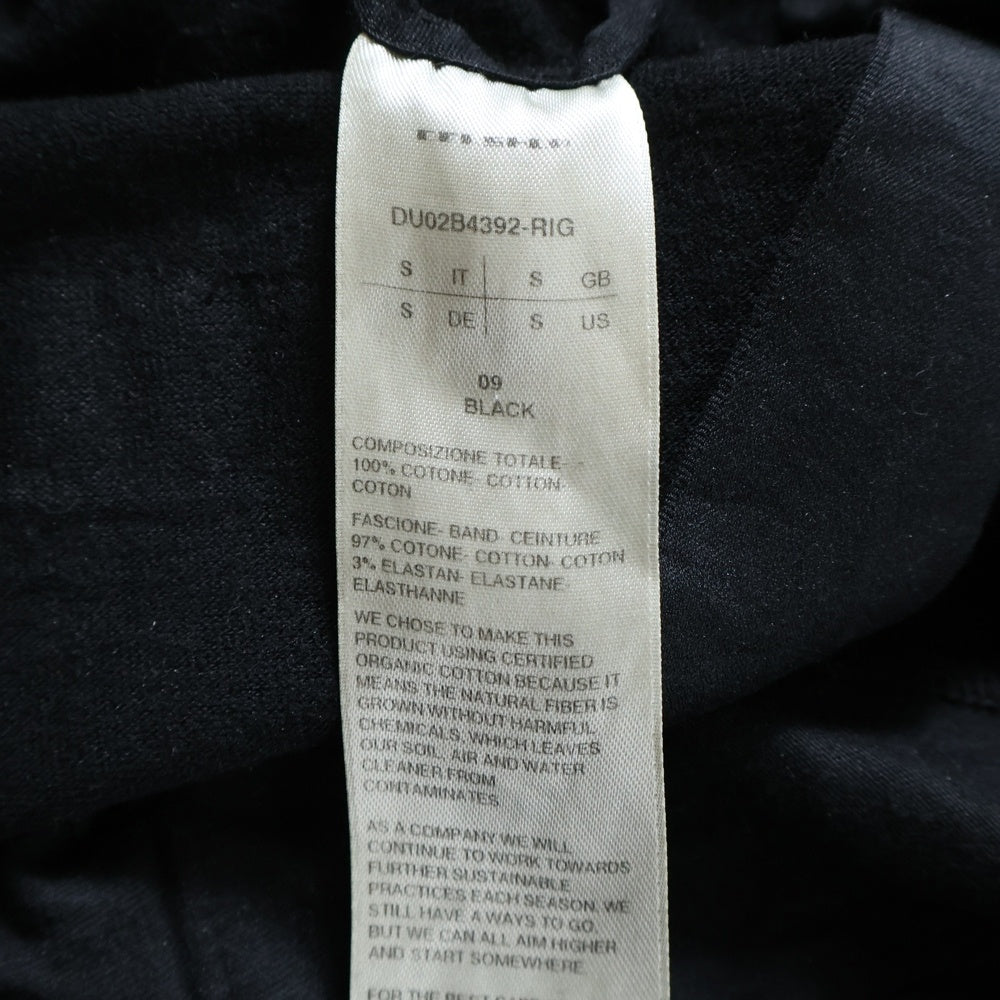 DU02B4392-RIG
S IT S GB
S DE S US
09
BLACK
COMPOSIZIONE TOTALE-
100% COTONE- COTTON-
COTON
FASCIONE- BAND- CEINTURE
97% COTONE- COTTON- COTON
3% ELASTAN- ELASTANE-
ELASTHANNE
WE CHOSE TO MAKE THIS
PRODUCT USING CERTIFIED
ORGANIC COTTON BECAUSE IT
MEANS THE NATURAL FIBER IS
GROWN WITHOUT HARMFUL
CHEMICALS, WHICH LEAVES
OUR SOIL, AIR AND WATER
CLEANER FROM
CONTAMINATES
AS A COMPANY WE WILL
CONTINUE TO WORK TOWARDS
FURTHER SUSTAINABLE
PRACTICES EACH SEASON. WE
STILL HAVE A WAYS TO GO.
BUT WE CAN ALL AIM HIGHER
AND START SOMEWHERE
FOR THE BEST